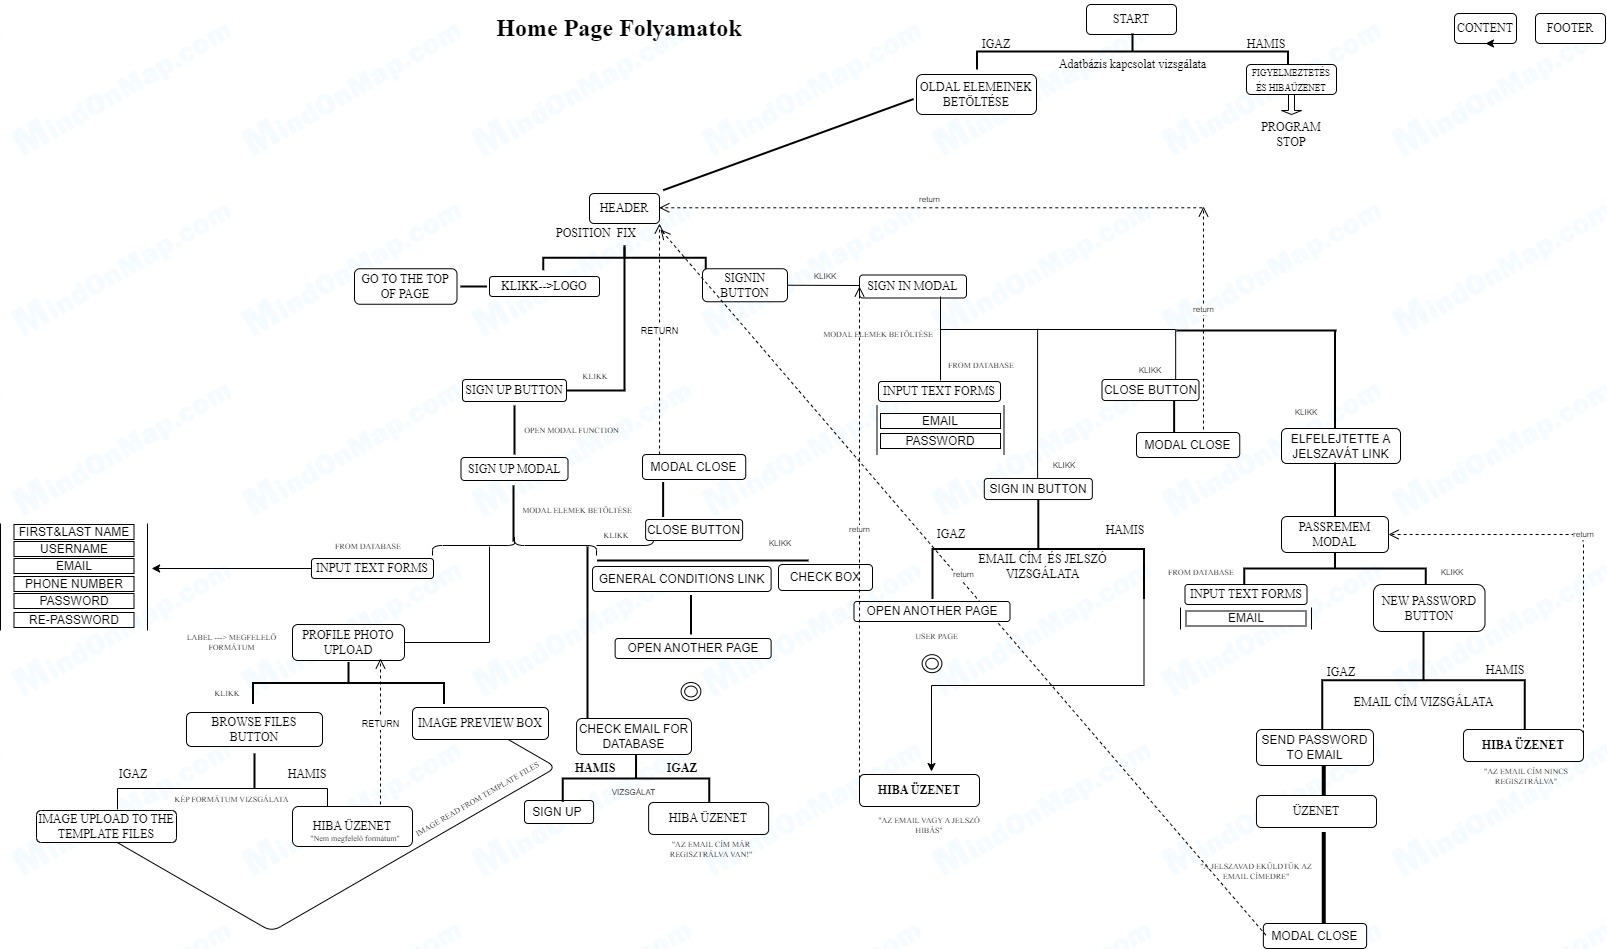 Home Page Folyamatok
START
CONTENT
FOOTER
IGAZ
HAMIS
Adatbázis kapcsolat vizsgálata
OLDAL ELEMEINEK
BETÖLTÉSE
FIGYELMEZTETÉS
ÉS HIBAÜZENET
PROGRAM
STOP
HEADER
return
POSITION FIX
GO TO THE TOP
OF PAGE
KLIKK-->LOGO
SIGNIN
BUTTON
KLIKK
SIGN IN MODAL
return
RETURN
MODAL ELEMEK BETÖLTÉSE
FROM DATABASE
KLIKK
SIGN UP BUTTON
KLIKK
INPUT TEXT FORMS
CLOSE BUTTON
EMAIL
PASSWORD
KLIKK
OPEN MODAL FUNCTION
MODAL CLOSE
ELFELEJTETTE A
JELSZAVÁT LINK
SIGN UP MODAL
MODAL CLOSE
KLIKK
SIGN IN BUTTON
MODAL ELEMEK BETÖLTÉSE
CLOSE BUTTON
KLIKK
return
IGAZ
HAMIS
PASSREMEM
MODAL
return
FIRST&LAST NAME
USERNAME
EMAIL
PHONE NUMBER
PASSWORD
RE-PASSWORD
FROM DATABASE
INPUT TEXT FORMS
KLIKK
GENERAL CONDITIONS LINK
CHECK BOX
EMAIL CÍM ÉS JELSZÓ
VIZSGÁLATA
return
OPEN ANOTHER PAGE
USER PAGE
FROM DATABASE
INPUT TEXT FORMS
EMAIL
KLIKK
NEW PASSWORD
BUTTON
LABEL ---> MEGFELELŐ
FORMÁTUM
PROFILE PHOTO
UPLOAD
OPEN ANOTHER PAGE
IGAZ
HAMIS
EMAIL CÍM VIZSGÁLATA
KLIKK
BROWSE FILES
BUTTON
RETURN
IMAGE PREVIEW BOX
CHECK EMAIL FOR
DATABASE
SEND PASSWORD
TO EMAIL
HIBA ÜZENET
"AZ EMAIL CÍM NINCS
REGISZTRÁLVA"
IGAZ
HAMIS
KÉP FORMÁTUM VIZSGÁLATA
IMAGE UPLOAD TO THE
TEMPLATE FILES
HIBA ÜZENET
"Nem megfelelő formátum"
IMAGE READ FROM TEMPLATE FILES
HAMIS
IGAZ
VIZSGÁLAT
SIGN UP
HIBA ÜZENET
"AZ EMAIL CÍM MÁR
REGISZTRÁLVA VAN!"
HIBA ÜZENET
"AZ EMAIL VAGY A JELSZÓ
HIBÁS"
ÜZENET
"A JELSZAVAD EKÜLDTÜK AZ
EMAIL CÍMEDRE"
MODAL CLOSE
MindOnMap.com